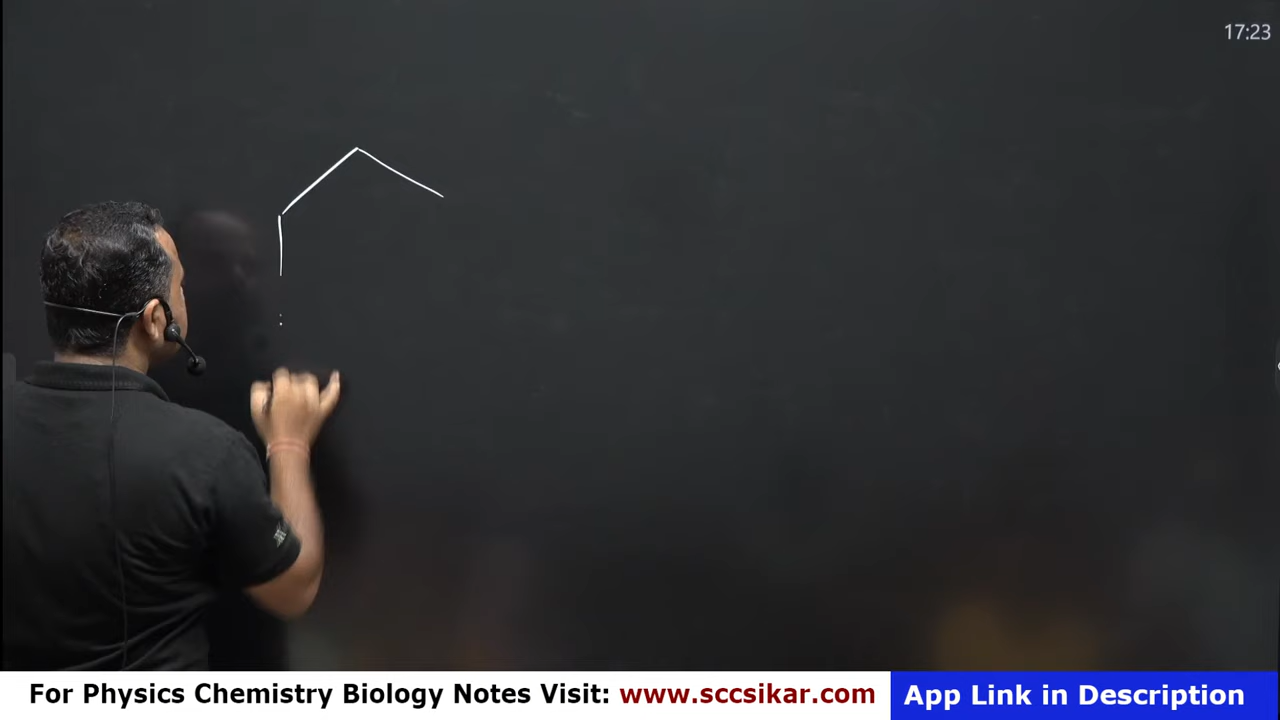 17:23
For Physics Chemistry Biology Notes Visit: www.sccsikar.com
App Link in Description